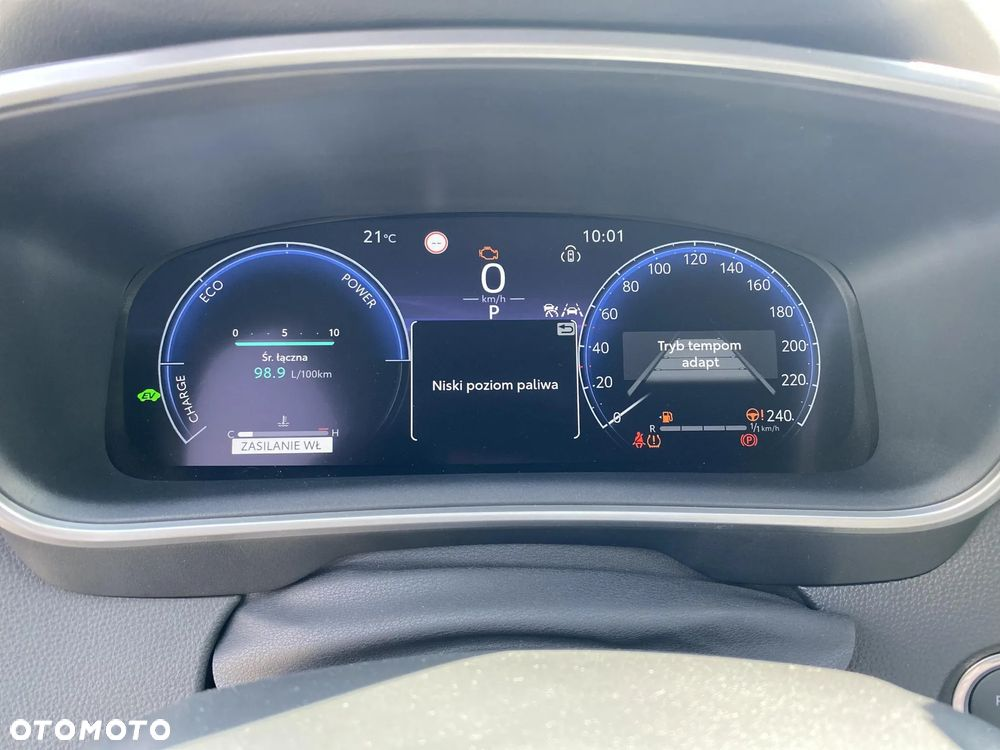 21°C
10:01
--
0
km/h
P
ECO
POWER
CHARGE
0 5 10
Śr. łączna
98.9 L/100km
EV
C H
ZASILANIE WŁ
Niski poziom paliwa
0
20
40
60
80
100
120
140
160
180
200
220
240
Tryb tempom
adapt
R 1/1 km/h
P
OTOMOTO